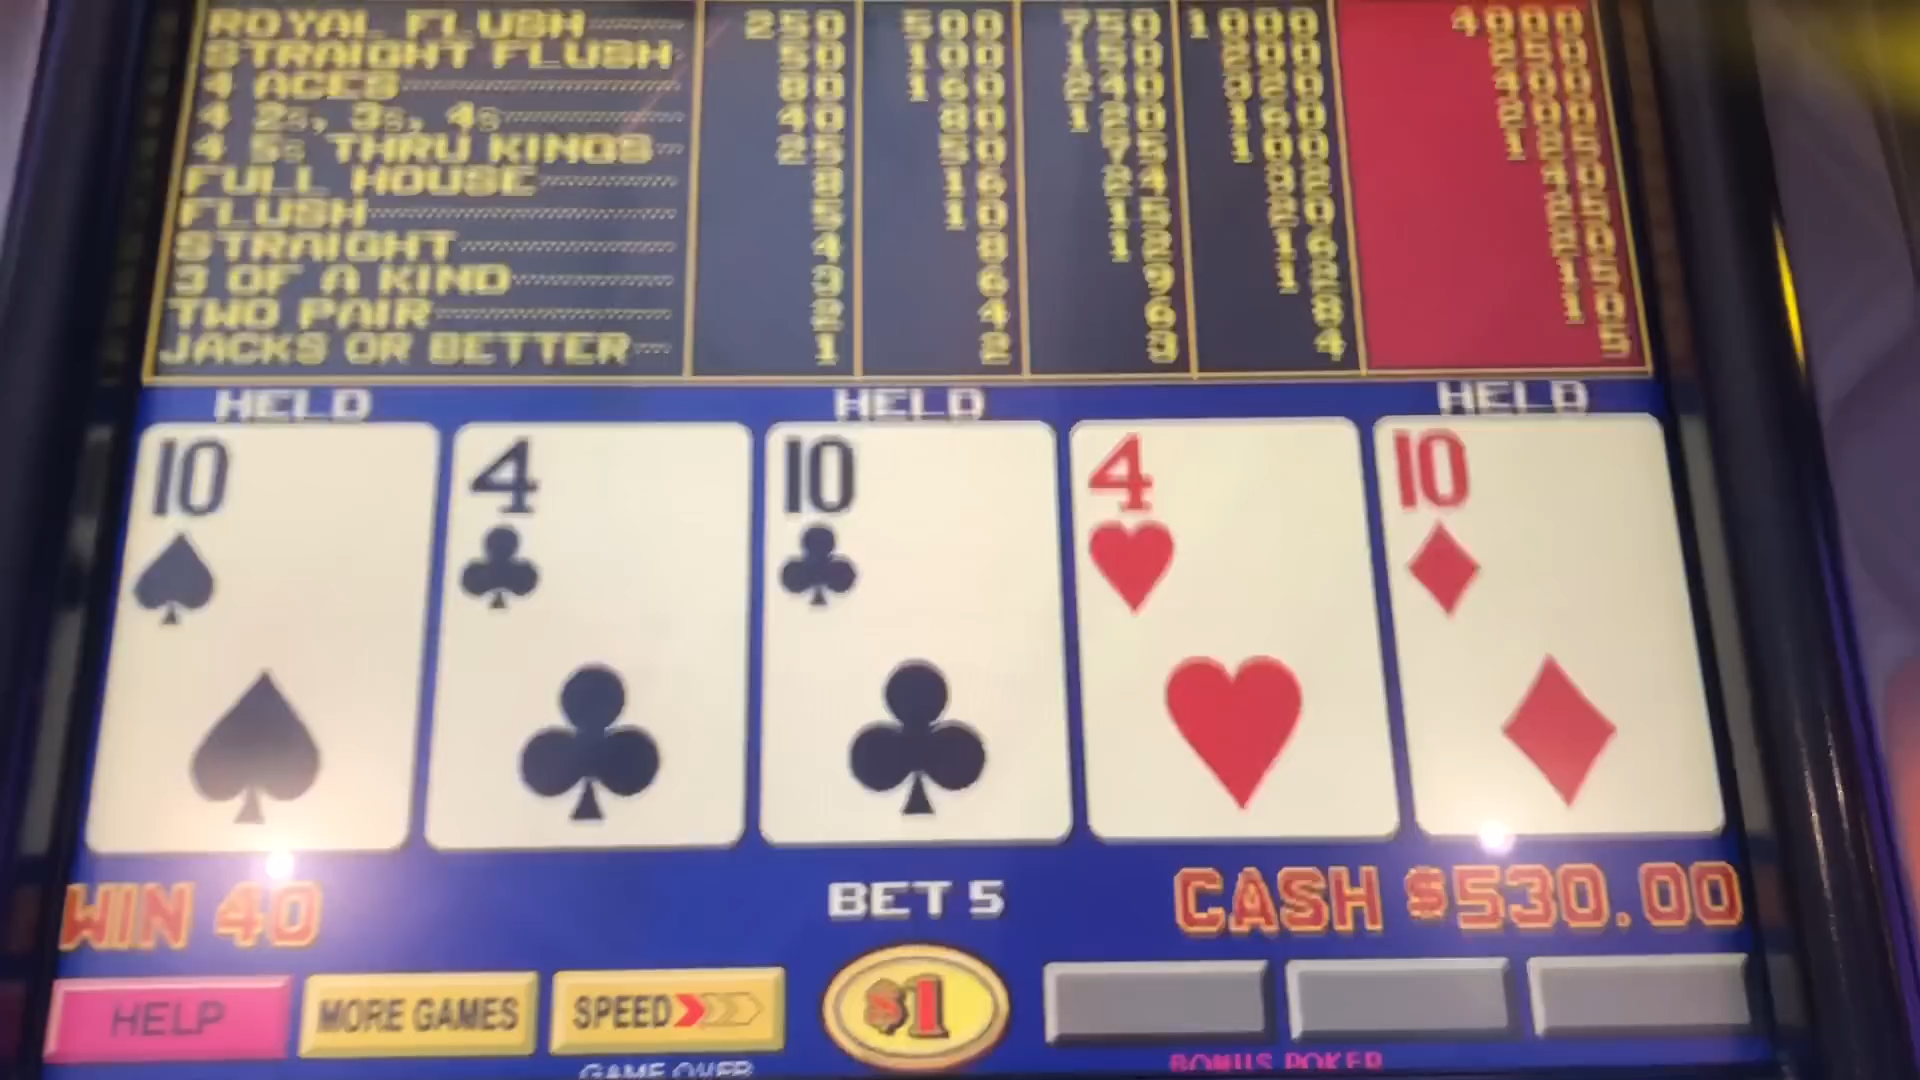 ROYAL FLUSH 250 500 750 1000 4000
STRAIGHT FLUSH 50 100 150 200 250
4 ACES 80 160 240 320 400
4 2s, 3s, 4s 40 80 120 160 200
4 5s THRU KINGS 25 50 75 100 125
FULL HOUSE 8 16 24 32 40
FLUSH 5 10 15 20 25
STRAIGHT 4 8 12 16 20
3 OF A KIND 3 6 9 12 15
TWO PAIR 2 4 6 8 10
JACKS OR BETTER 1 2 3 4 5
HELD HELD HELD
10 4 10 4 10
WIN 40 BET 5 CASH $530.00
HELP MORE GAMES SPEED $1
GAME OVER BONUS POKER